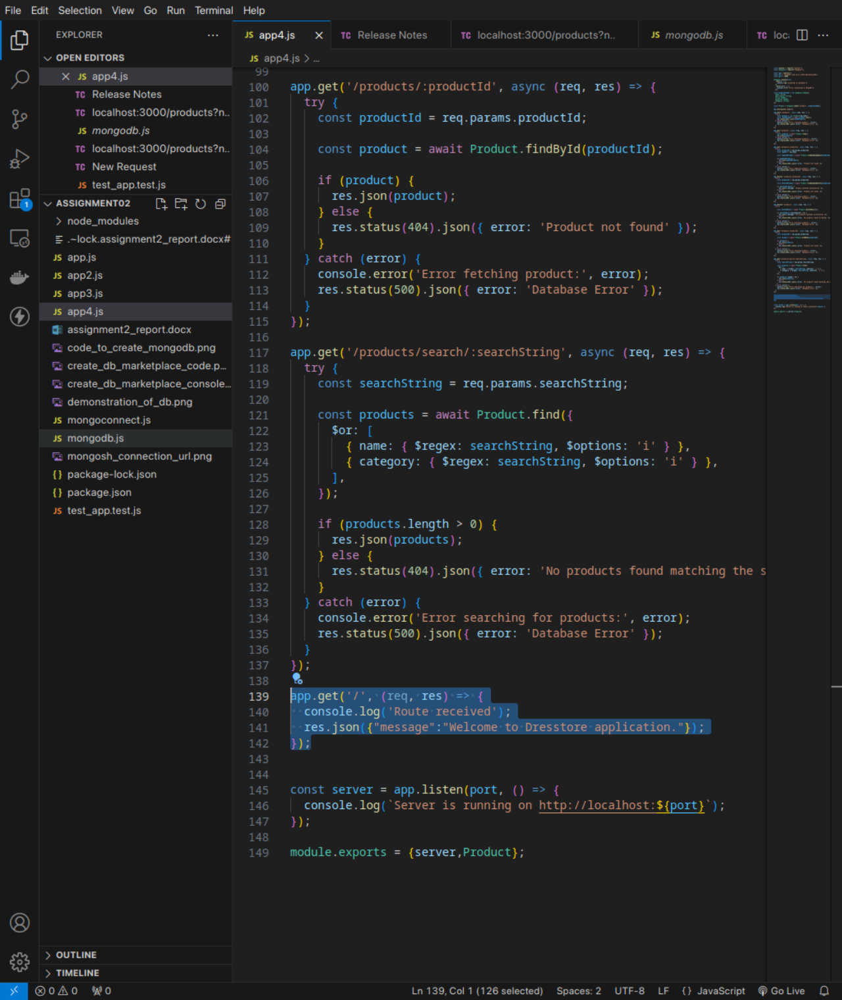 File Edit Selection View Go Run Terminal Help
EXPLORER
OPEN EDITORS
JS app4.js
TC Release Notes
TC localhost:3000/products?n..
JS mongodb.js
TC localhost:3000/products?n..
TC New Request
JS test_app.test.js
ASSIGNMENT02
node_modules
.~lock.assignment2_report.docx#
JS app.js
JS app2.js
JS app3.js
JS app4.js
assignment2_report.docx
code_to_create_mongodb.png
create_db_marketplace_code.p...
create_db_marketplace_console...
demonstration_of_db.png
JS mongoconnect.js
JS mongodb.js
mongosh_connection_url.png
{} package-lock.json
{} package.json
JS test_app.test.js
OUTLINE
TIMELINE
1
JS app4.js
TC Release Notes
TC localhost:3000/products?n..
JS mongodb.js
TC loc
JS app4.js > ...
99
100 app.get('/products/:productId', async (req, res) => {
101 try {
102 const productId = req.params.productId;
103
104 const product = await Product.findById(productId);
105
106 if (product) {
107 res.json(product);
108 } else {
109 res.status(404).json({ error: 'Product not found' });
110 }
111 } catch (error) {
112 console.error('Error fetching product:', error);
113 res.status(500).json({ error: 'Database Error' });
114 }
115 });
116
117 app.get('/products/search/:searchString', async (req, res) => {
118 try {
119 const searchString = req.params.searchString;
120
121 const products = await Product.find({
122 $or: [
123 { name: { $regex: searchString, $options: 'i' } },
124 { category: { $regex: searchString, $options: 'i' } },
125 ],
126 });
127
128 if (products.length > 0) {
129 res.json(products);
130 } else {
131 res.status(404).json({ error: 'No products found matching the s
132 }
133 } catch (error) {
134 console.error('Error searching for products:', error);
135 res.status(500).json({ error: 'Database Error' });
136 }
137 });
138
139 app.get('/', (req, res) => {
140 console.log('Route received');
141 res.json({"message":"Welcome to Dresstore application."});
142 });
143
144
145 const server = app.listen(port, () => {
146 console.log(`Server is running on http://localhost:${port}`);
147 });
148
149 module.exports = {server,Product};
0 0 0 Ln 139, Col 1 (126 selected) Spaces: 2 UTF-8 LF {} JavaScript Go Live